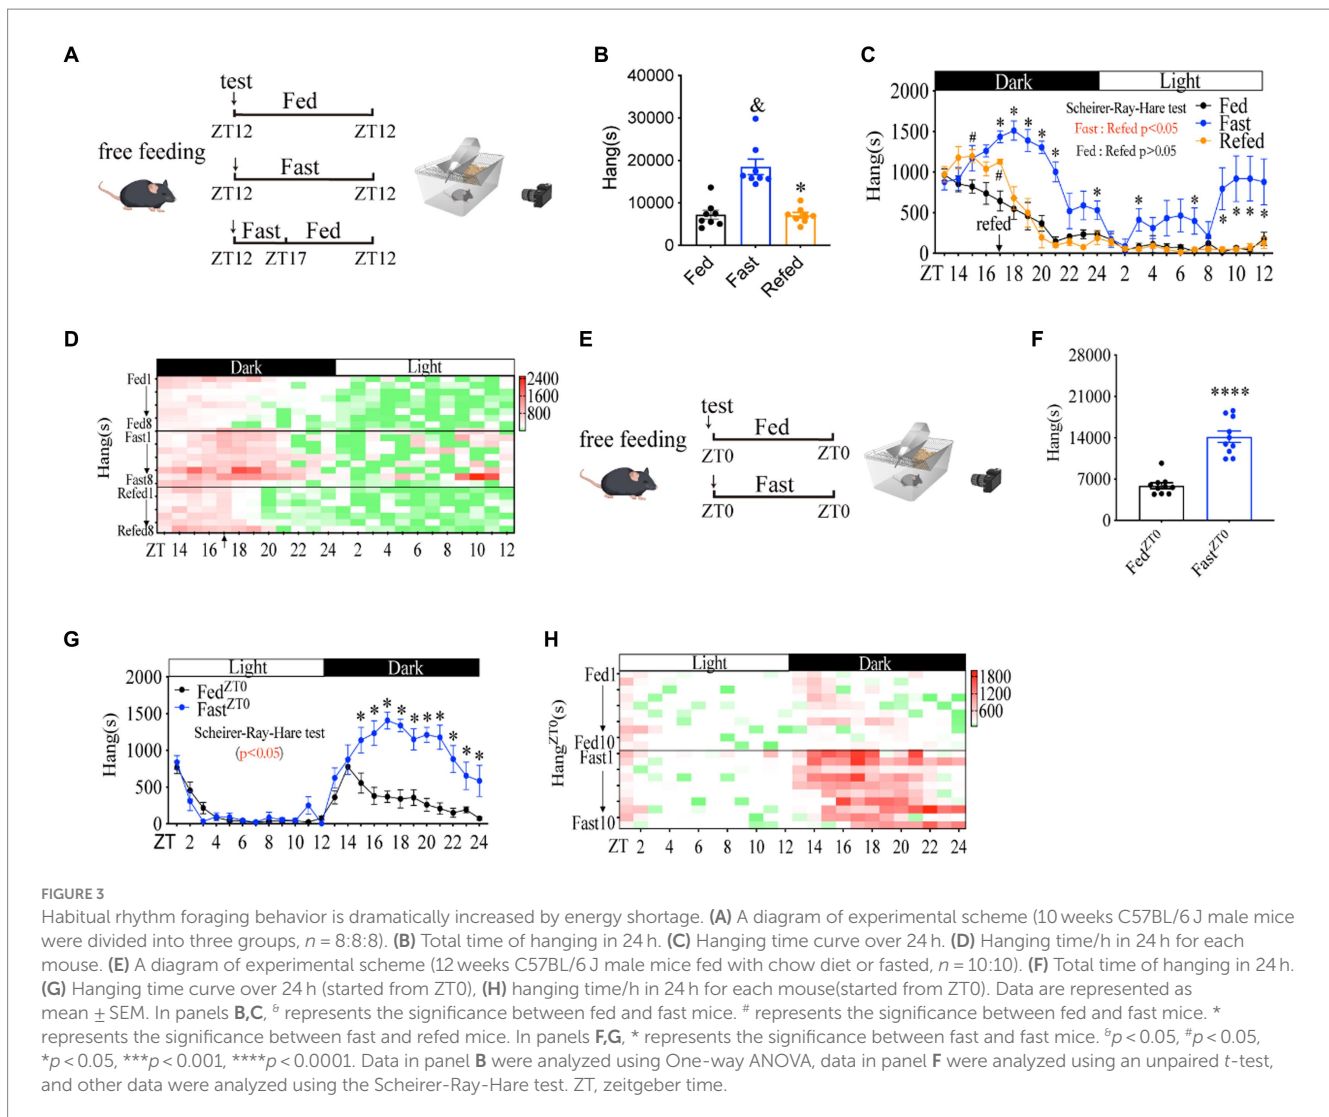 A
test
Fed
ZT12
ZT12
free feeding
Fast
ZT12
ZT12
Fast
Fed
ZT12
ZT17
ZT12
B
Hang(s)
40000
30000
20000
10000
0
&
*
Fed
Fast
Refed
C
Dark
Light
Hang(s)
2000
1500
1000
500
0
Scheirer-Ray-Hare test
Fast : Refed p<0.05
Fed : Refed p>0.05
Fed
Fast
Refed
#
* * * * *
#
* * *
* * * *
refed
ZT 14 16 18 20 22 24 2 4 6 8 10 12
D
Dark
Light
Hang(s)
Fed1
Fed8
Fast1
Fast8
Refed1
Refed8
2400
1600
800
ZT 14 16 18 20 22 24 2 4 6 8 10 12
E
test
Fed
ZT0
ZT0
free feeding
Fast
ZT0
ZT0
F
Hang(s)
28000
21000
14000
7000
0
****
Fed^ZT0
Fast^ZT0
G
Light
Dark
Hang(s)
2000
1500
1000
500
0
Fed^ZT0
Fast^ZT0
Scheirer-Ray-Hare test
(p<0.05)
* * * * * * * * * *
ZT 2 4 6 8 10 12 14 16 18 20 22 24
H
Light
Dark
Hang^ZT0(s)
Fed1
Fed10
Fast1
Fast10
1800
1200
600
ZT 2 4 6 8 10 12 14 16 18 20 22 24
FIGURE 3
Habitual rhythm foraging behavior is dramatically increased by energy shortage. (A) A diagram of experimental scheme (10 weeks C57BL/6 J male mice
were divided into three groups, n = 8:8:8). (B) Total time of hanging in 24 h. (C) Hanging time curve over 24 h. (D) Hanging time/h in 24 h for each
mouse. (E) A diagram of experimental scheme (12 weeks C57BL/6 J male mice fed with chow diet or fasted, n = 10:10). (F) Total time of hanging in 24 h.
(G) Hanging time curve over 24 h (started from ZT0), (H) hanging time/h in 24 h for each mouse(started from ZT0). Data are represented as
mean ± SEM. In panels B,C, & represents the significance between fed and fast mice. # represents the significance between fed and fast mice. *
represents the significance between fast and refed mice. In panels F,G, * represents the significance between fast and fast mice. &p < 0.05, #p < 0.05,
*p < 0.05, ***p < 0.001, ****p < 0.0001. Data in panel B were analyzed using One-way ANOVA, data in panel F were analyzed using an unpaired t-test,
and other data were analyzed using the Scheirer-Ray-Hare test. ZT, zeitgeber time.